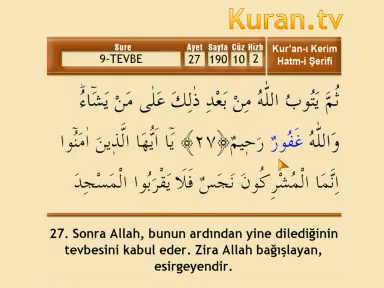 Kuran.tv
Sure Ayet Sayfa Cüz Hizb
9-TEVBE 27 190 10 2
Kur'an-ı Kerim
Hatm-i Şerifi
ثُمَّ يَتُوبُ اللّٰهُ مِنْ بَعْدِ ذٰلِكَ عَلٰى مَنْ يَشَٓاءُۜ
وَاللّٰهُ غَفُورٌ رَحِيمٌ ﴿٢٧﴾ يَٓا اَيُّهَا الَّذِينَ اٰمَنُٓوا
اِنَّمَا الْمُشْرِكُونَ نَجَسٌ فَلَا يَقْرَبُوا الْمَسْجِدَ
27. Sonra Allah, bunun ardından yine dilediğinin
tevbesini kabul eder. Zira Allah bağışlayan,
esirgeyendir.